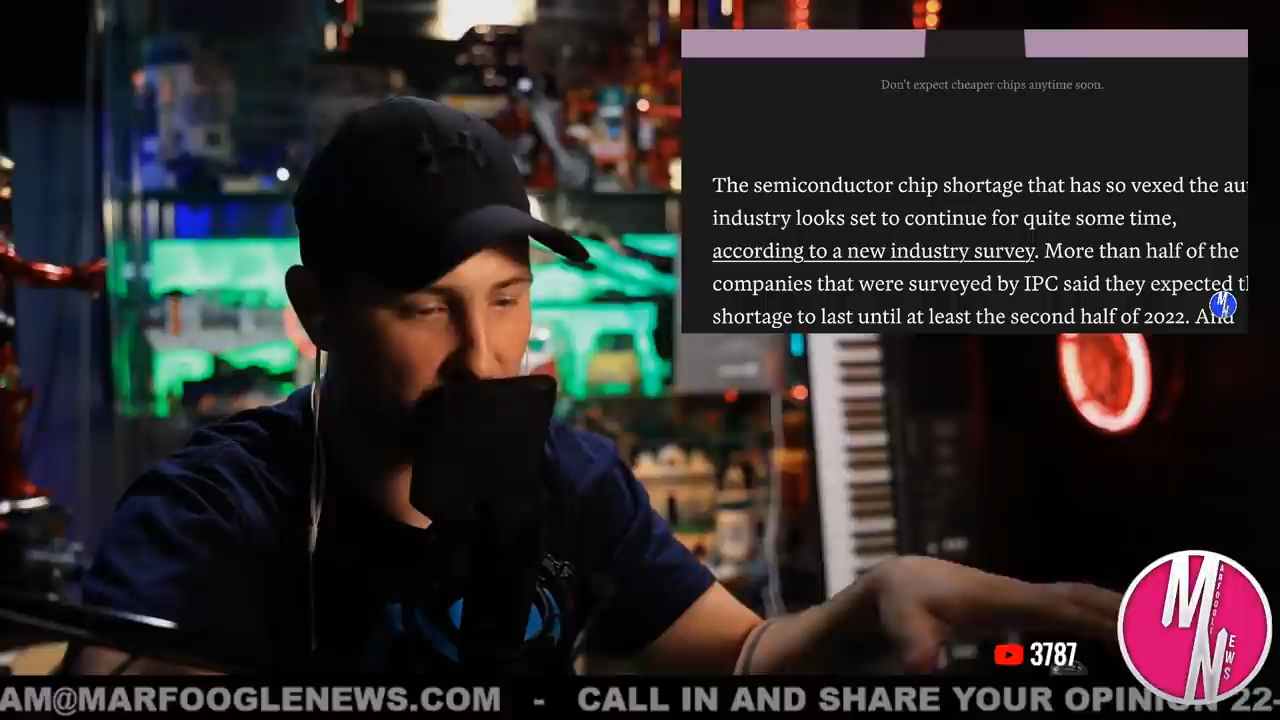 Don't expect cheaper chips anytime soon.
The semiconductor chip shortage that has so vexed the au
industry looks set to continue for quite some time,
according to a new industry survey. More than half of the
companies that were surveyed by IPC said they expected th
shortage to last until at least the second half of 2022. And
MN
MN
MARFOOGLE
NEWS
3787
AM@MARFOOGLENEWS.COM - CALL IN AND SHARE YOUR OPINION 22-